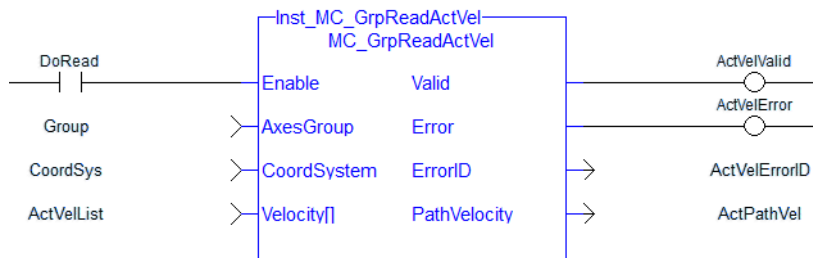 Inst_MC_GrpReadActVel
MC_GrpReadActVel
DoRead
Enable
Valid
ActVelValid
Group
AxesGroup
Error
ActVelError
CoordSys
CoordSystem
ErrorID
ActVelErrorID
ActVelList
Velocity[]
PathVelocity
ActPathVel